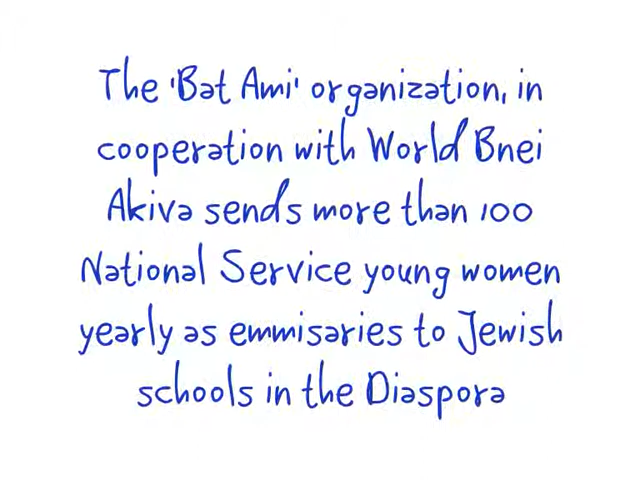 The 'Bat Ami' organization, in
cooperation with World Bnei
Akiva sends more than 100
National Service young women
yearly as emmisaries to Jewish
schools in the Diaspora